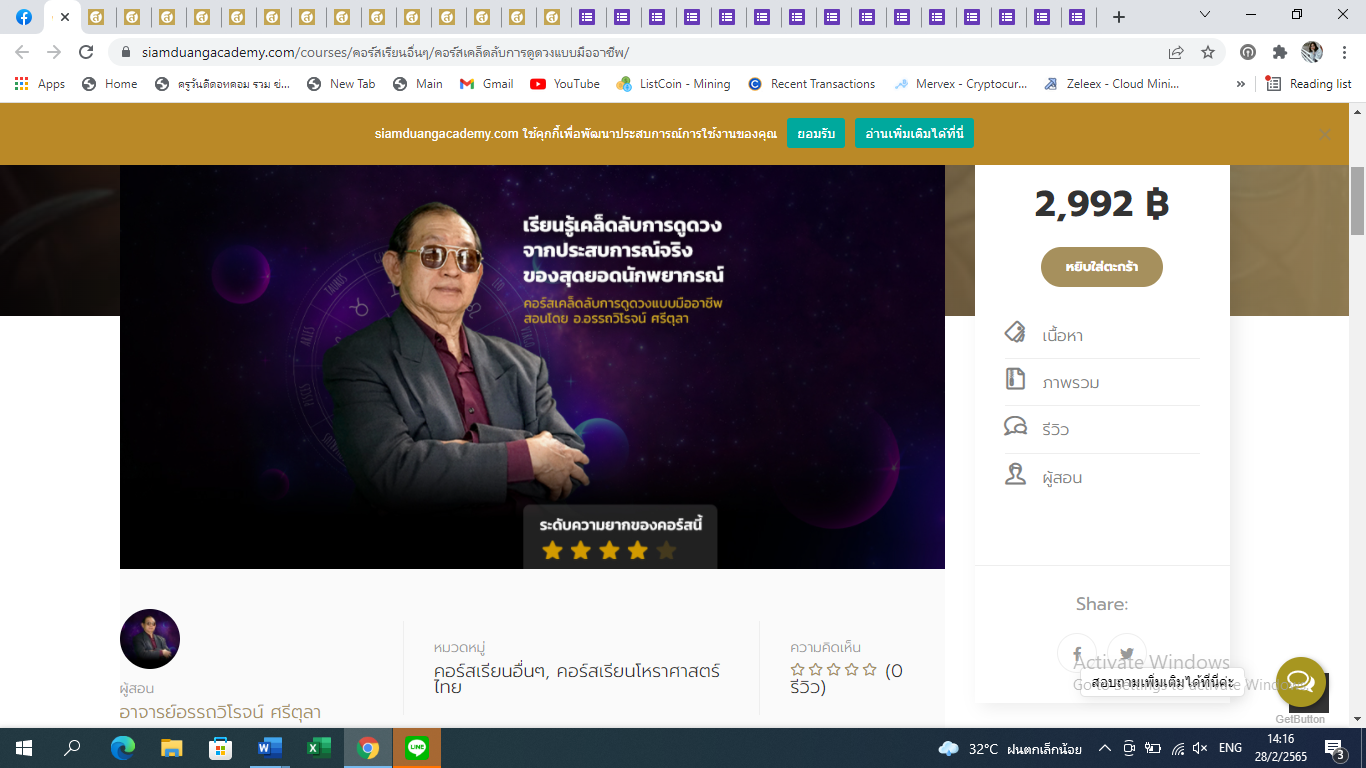 siamduangacademy.com/courses/คอร์สเรียนอื่นๆ/คอร์สเคล็ดลับการดูดวงแบบมืออาชีพ/
Apps
Home
ครูวันดีดอทคอม รวม ข่...
New Tab
Main
Gmail
YouTube
ListCoin - Mining
Recent Transactions
Mervex - Cryptocur...
Zeleex - Cloud Mini...
»
Reading list
siamduangacademy.com ใช้คุกกี้เพื่อพัฒนาประสบการณ์การใช้งานของคุณ
ยอมรับ
อ่านเพิ่มเติมได้ที่นี่
เรียนรู้เคล็ดลับการดูดวง
จากประสบการณ์จริง
ของสุดยอดนักพยากรณ์
คอร์สเคล็ดลับการดูดวงแบบมืออาชีพ
สอนโดย อ.อรรถวิโรจน์ ศรีตุลา
TAURUS
ARIES
PISCES
LEO
ระดับความยากของคอร์สนี้
2,992 ฿
หยิบใส่ตะกร้า
เนื้อหา
ภาพรวม
รีวิว
ผู้สอน
Share:
ผู้สอน
อาจารย์อรรถวิโรจน์ ศรีตุลา
หมวดหมู่
คอร์สเรียนอื่นๆ, คอร์สเรียนโหราศาสตร์
ไทย
ความคิดเห็น
(0
รีวิว)
Activate Windows
Go to Settings to activate Windows.
สอบถามเพิ่มเติมได้ที่นี่ค่ะ
GetButton
32°C ฝนตกเล็กน้อย
ENG
14:16
28/2/2565
3